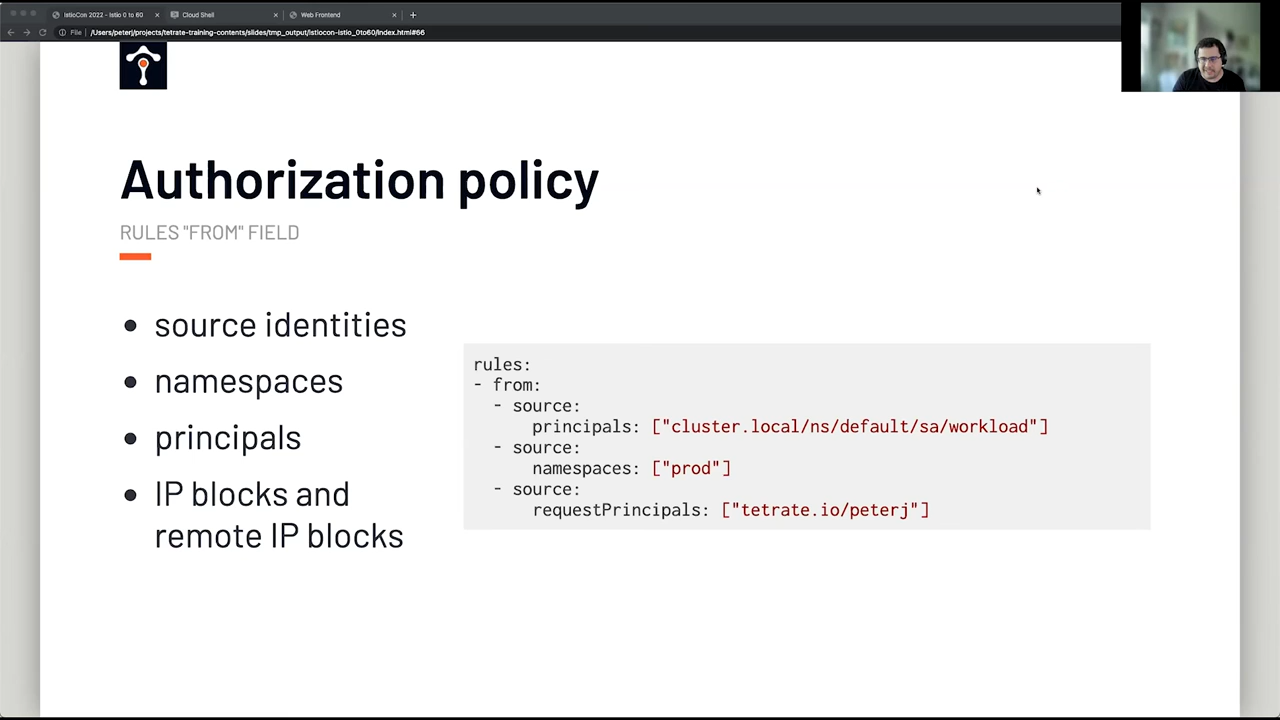 IstioCon 2022 - Istio 0 to 60
Cloud Shell
Web Frontend
File
/Users/peterj/projects/tetrate-training-contents/slides/tmp_output/istiocon-istio_0to60/index.html#66
Authorization policy
RULES "FROM" FIELD
• source identities
• namespaces
• principals
• IP blocks and
remote IP blocks
rules:
- from:
- source:
principals: ["cluster.local/ns/default/sa/workload"]
- source:
namespaces: ["prod"]
- source:
requestPrincipals: ["tetrate.io/peterj"]